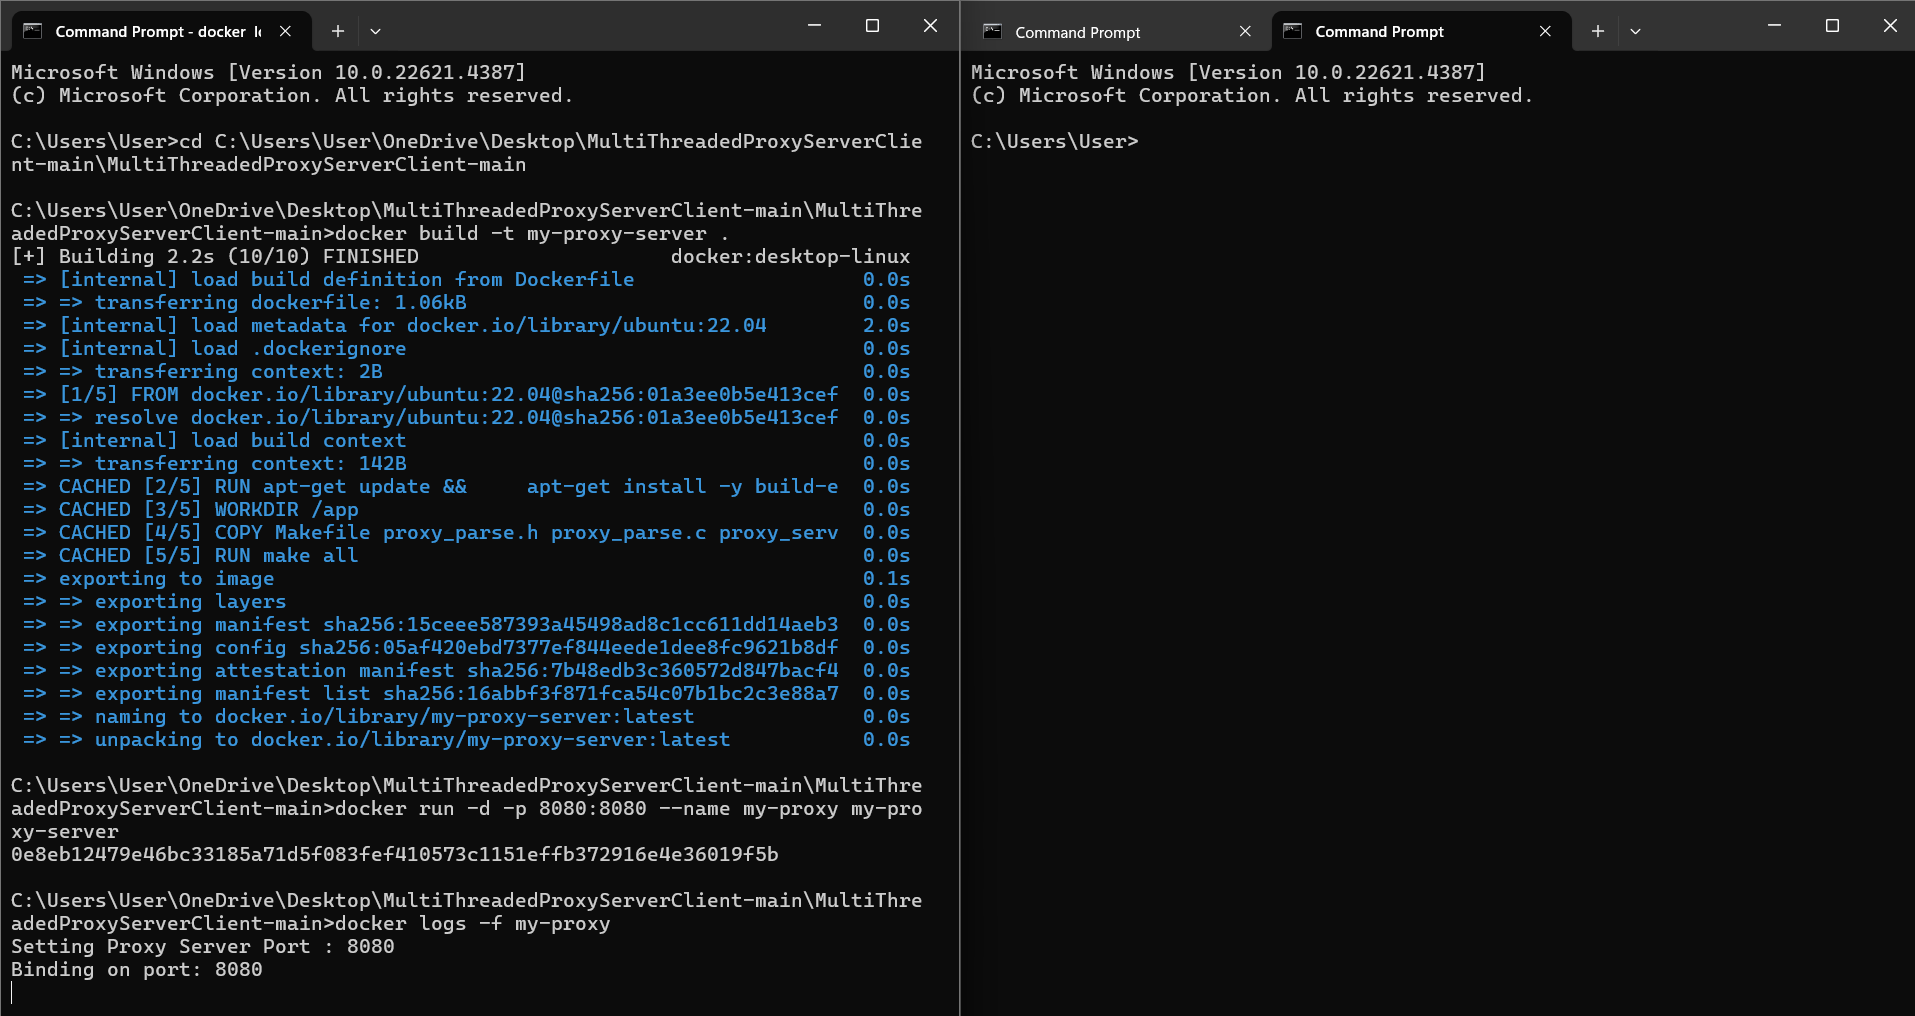 Command Prompt - docker
Microsoft Windows [Version 10.0.22621.4387]
(c) Microsoft Corporation. All rights reserved.
C:\Users\User>cd C:\Users\User\OneDrive\Desktop\MultiThreadedProxyServerClie
nt-main\MultiThreadedProxyServerClient-main
C:\Users\User\OneDrive\Desktop\MultiThreadedProxyServerClient-main\MultiThre
adedProxyServerClient-main>docker build -t my-proxy-server .
[+] Building 2.2s (10/10) FINISHED docker:desktop-linux
=> [internal] load build definition from Dockerfile 0.0s
=> => transferring dockerfile: 1.06kB 0.0s
=> [internal] load metadata for docker.io/library/ubuntu:22.04 2.0s
=> [internal] load .dockerignore 0.0s
=> => transferring context: 2B 0.0s
=> [1/5] FROM docker.io/library/ubuntu:22.04@sha256:01a3ee0b5e413cef 0.0s
=> => resolve docker.io/library/ubuntu:22.04@sha256:01a3ee0b5e413cef 0.0s
=> [internal] load build context 0.0s
=> => transferring context: 142B 0.0s
=> CACHED [2/5] RUN apt-get update && apt-get install -y build-e 0.0s
=> CACHED [3/5] WORKDIR /app 0.0s
=> CACHED [4/5] COPY Makefile proxy_parse.h proxy_parse.c proxy_serv 0.0s
=> CACHED [5/5] RUN make all 0.0s
=> exporting to image 0.1s
=> => exporting layers 0.0s
=> => exporting manifest sha256:15ceee587393a45498ad8c1cc611dd14aeb3 0.0s
=> => exporting config sha256:05af420ebd7377ef844eede1dee8fc9621b8df 0.0s
=> => exporting attestation manifest sha256:7b48edb3c360572d847bacf4 0.0s
=> => exporting manifest list sha256:16abbf3f871fca54c07b1bc2c3e88a7 0.0s
=> => naming to docker.io/library/my-proxy-server:latest 0.0s
=> => unpacking to docker.io/library/my-proxy-server:latest 0.0s
C:\Users\User\OneDrive\Desktop\MultiThreadedProxyServerClient-main\MultiThre
adedProxyServerClient-main>docker run -d -p 8080:8080 --name my-proxy my-pro
xy-server
0e8eb12479e46bc33185a71d5f083fef410573c1151effb372916e4e36019f5b
C:\Users\User\OneDrive\Desktop\MultiThreadedProxyServerClient-main\MultiThre
adedProxyServerClient-main>docker logs -f my-proxy
Setting Proxy Server Port : 8080
Binding on port: 8080
Command Prompt
Command Prompt
Microsoft Windows [Version 10.0.22621.4387]
(c) Microsoft Corporation. All rights reserved.
C:\Users\User>